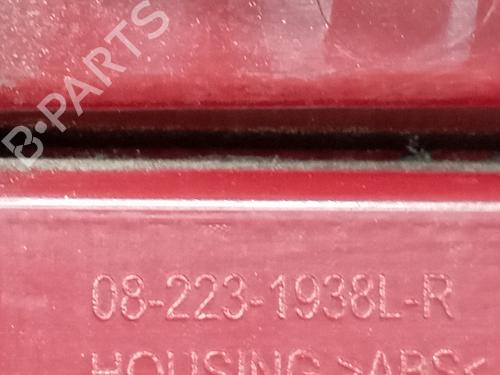 B-PARTS
08-223-1938L-R
HOUSING >ABS<